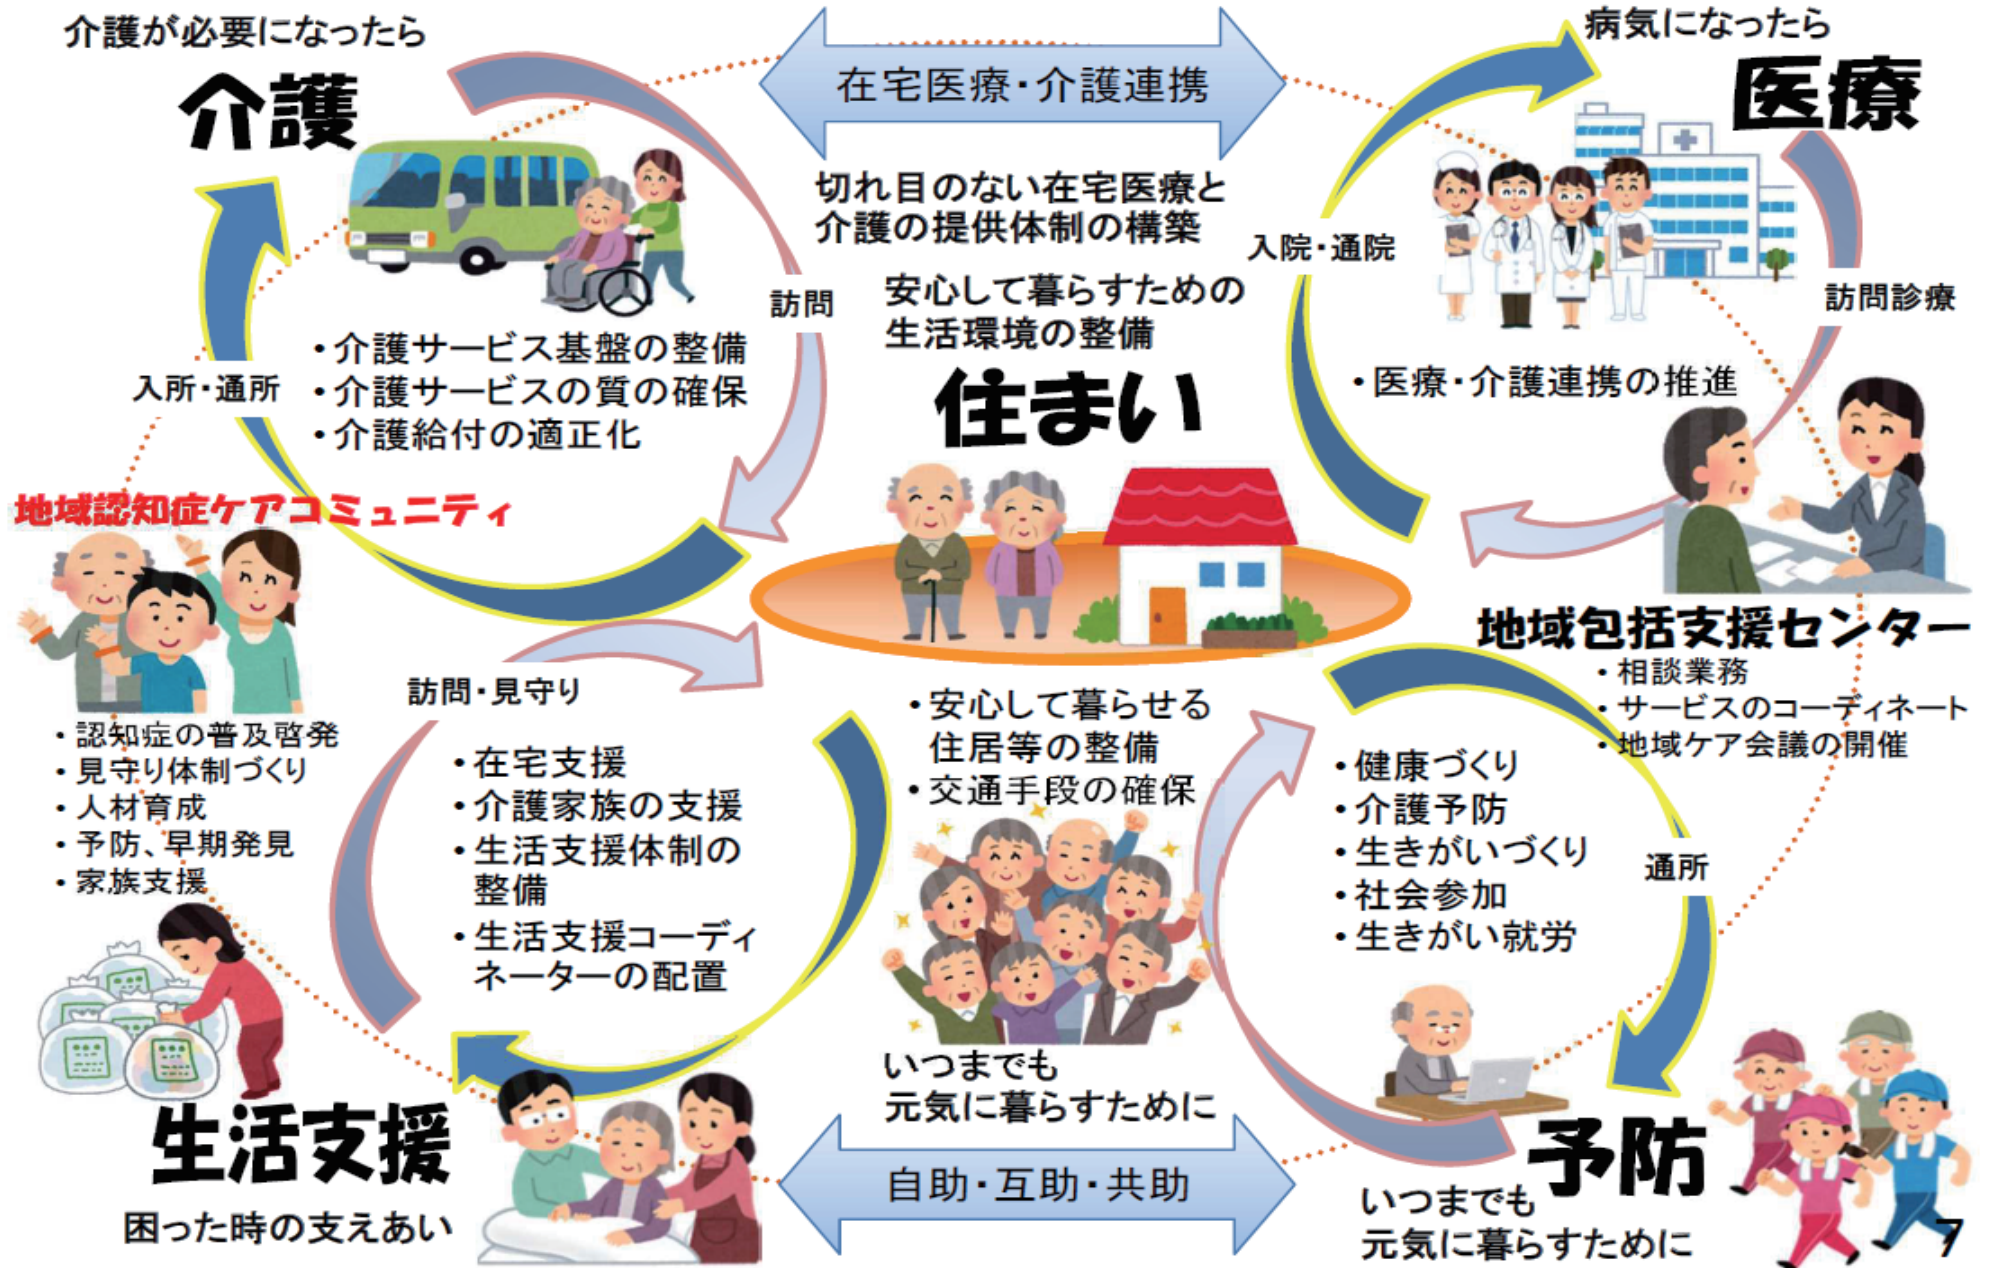 介護が必要になったら
介護
入所・通所
訪問
・介護サービス基盤の整備
・介護サービスの質の確保
・介護給付の適正化
在宅医療・介護連携
切れ目のない在宅医療と
介護の提供体制の構築
安心して暮らすための
生活環境の整備
住まい
病気になったら
医療
入院・通院
訪問診療
・医療・介護連携の推進
地域認知症ケアコミュニティ
・認知症の普及啓発
・見守り体制づくり
・人材育成
・予防、早期発見
・家族支援
訪問・見守り
・在宅支援
・介護家族の支援
・生活支援体制の
整備
・生活支援コーディ
ネーターの配置
・安心して暮らせる
住居等の整備
・交通手段の確保
いつまでも
元気に暮らすために
地域包括支援センター
・相談業務
・サービスのコーディネート
・地域ケア会議の開催
・健康づくり
・介護予防
・生きがいづくり
・社会参加
・生きがい就労
通所
生活支援
困った時の支えあい
自助・互助・共助
予防
いつまでも
元気に暮らすために
7